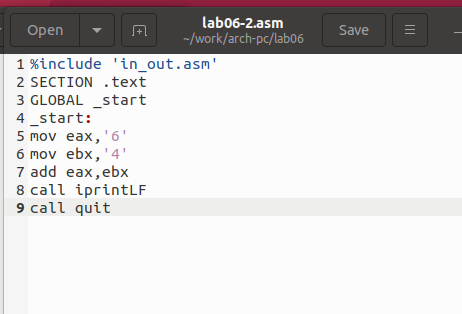 Open
lab06-2.asm
~/work/arch-pc/lab06
Save
1 %include 'in_out.asm'
2 SECTION .text
3 GLOBAL _start
4 _start:
5 mov eax,'6'
6 mov ebx,'4'
7 add eax,ebx
8 call iprintLF
9 call quit